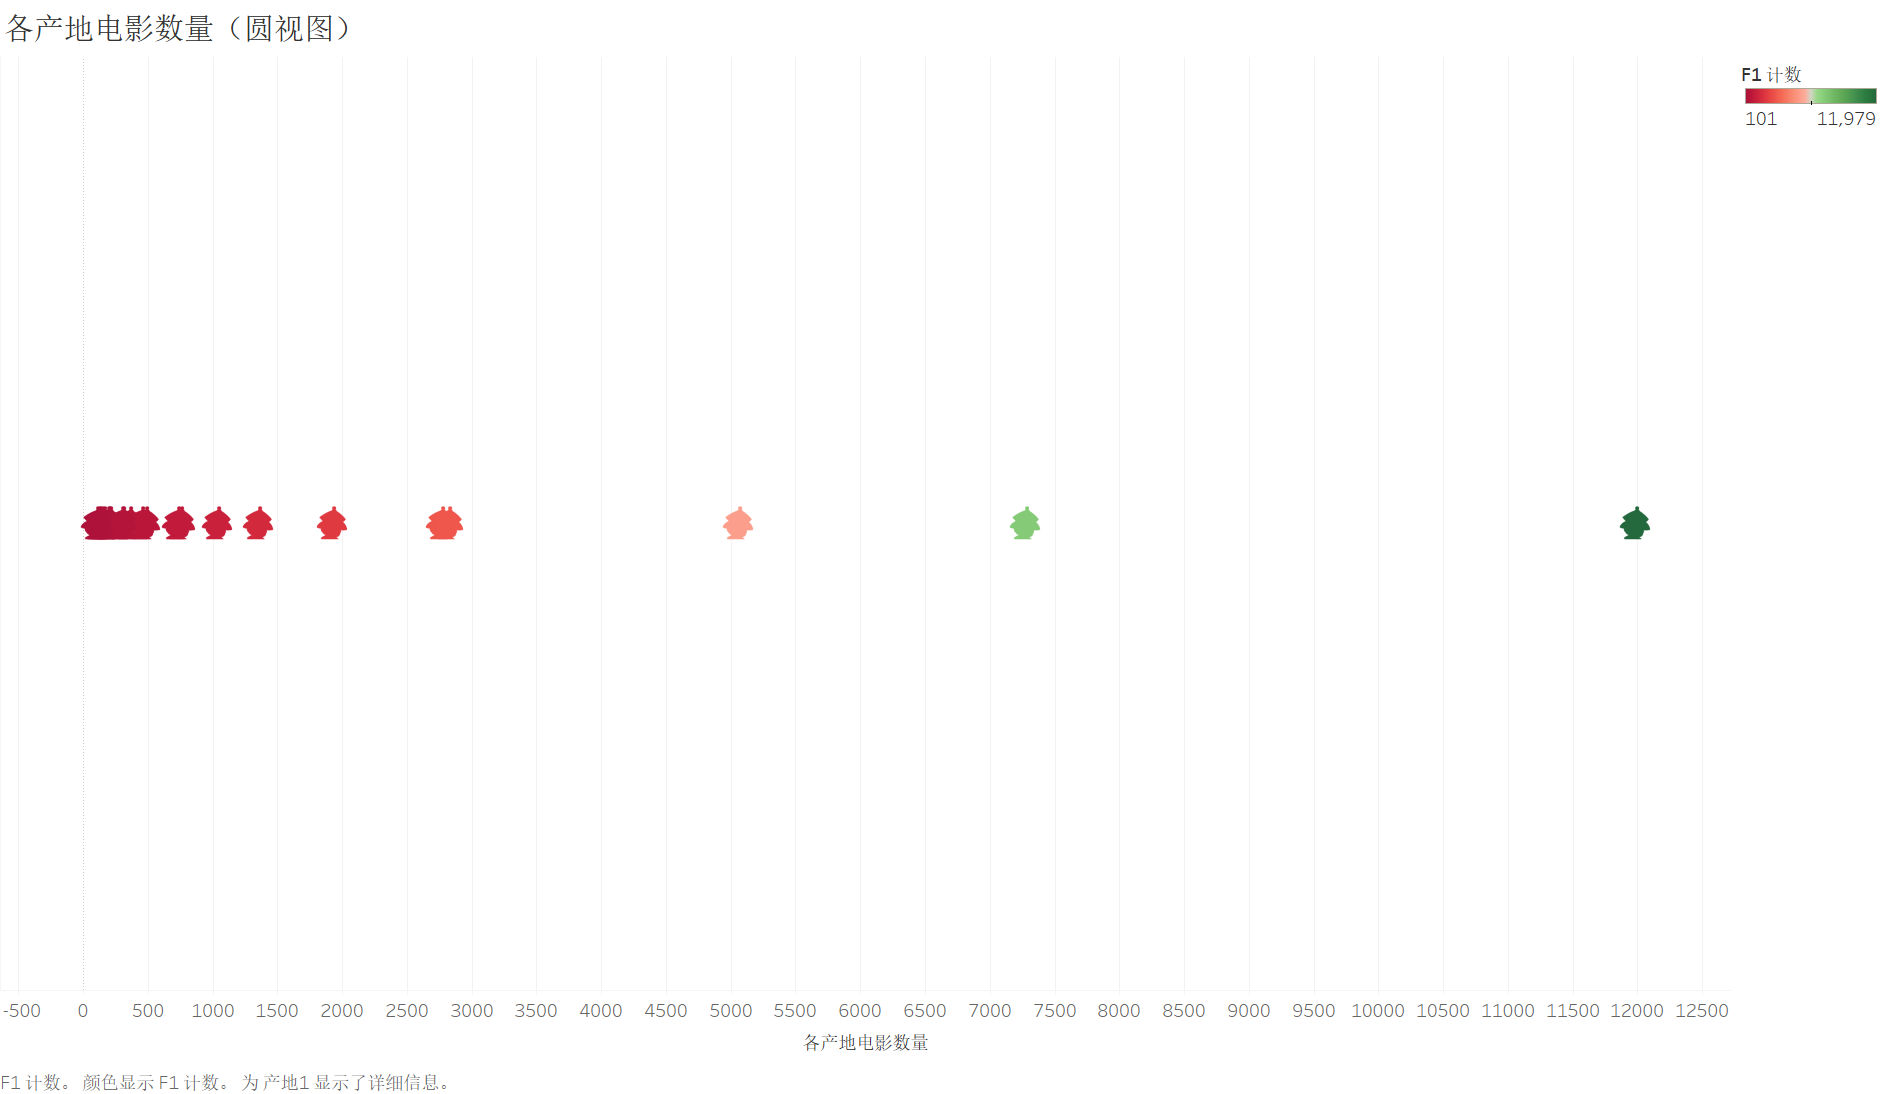 各产地电影数量（圆视图）
F1 计数
101 11,979
-500 0 500 1000 1500 2000 2500 3000 3500 4000 4500 5000 5500 6000 6500 7000 7500 8000 8500 9000 9500 10000 10500 11000 11500 12000 12500
各产地电影数量
F1 计数。 颜色显示 F1 计数。 为 产地1 显示了详细信息。